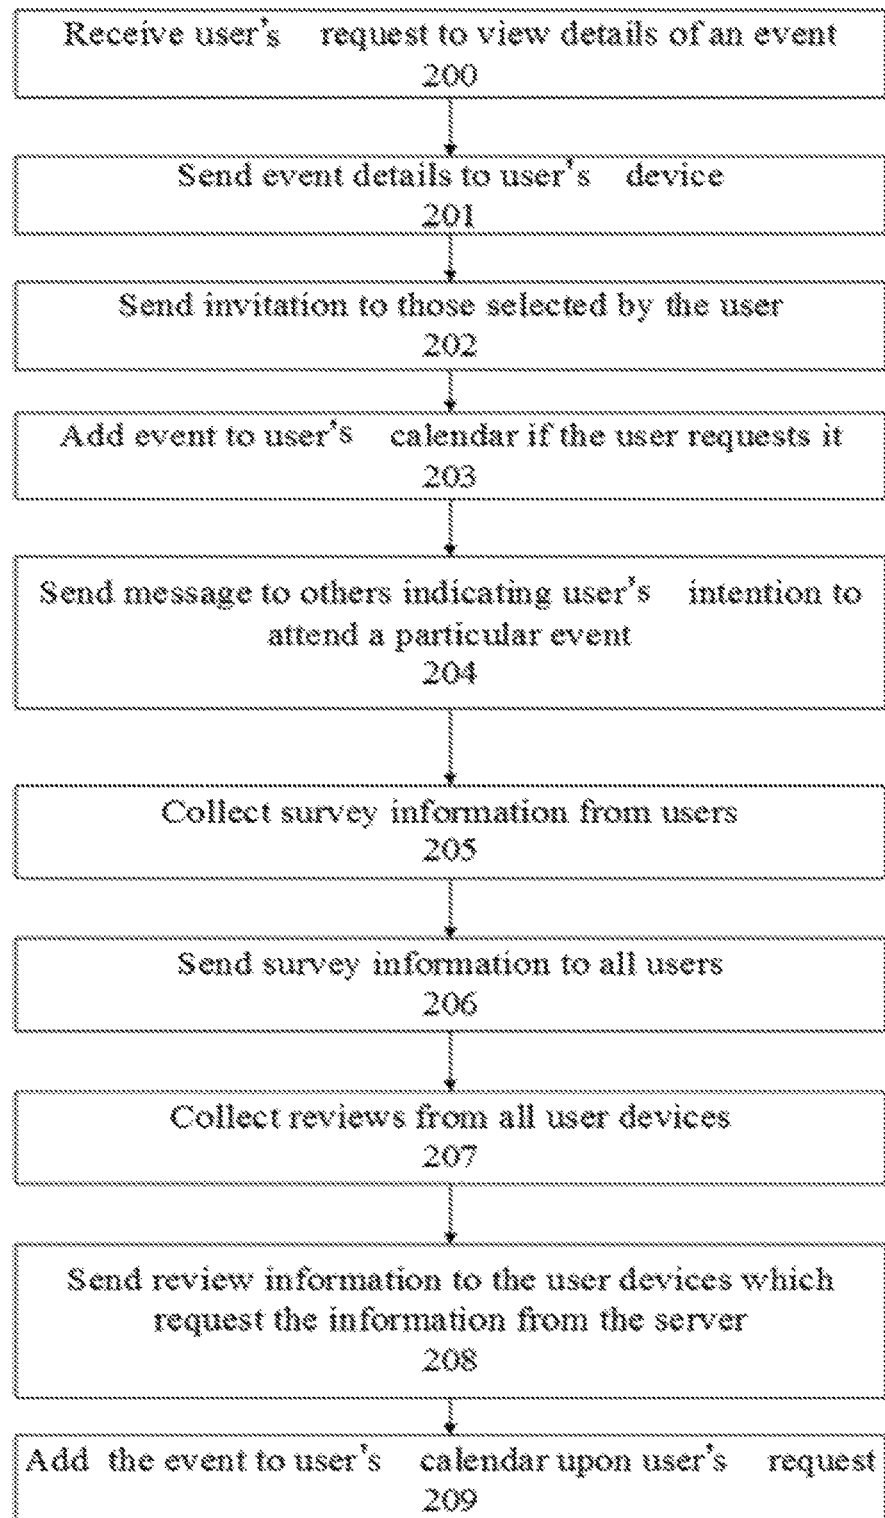 Receive user's request to view details of an event
200
Send event details to user's device
201
Send invitation to those selected by the user
202
Add event to user's calendar if the user requests it
203
Send message to others indicating user's intention to
attend a particular event
204
Collect survey information from users
205
Send survey information to all users
206
Collect reviews from all user devices
207
Send review information to the user devices which
request the information from the server
208
Add the event to user's calendar upon user's request
209